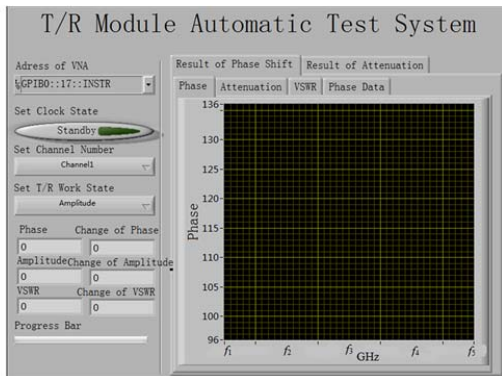 T/R Module Automatic Test System
Adress of VNA
GPIB0::17::INSTR
Set Clock State
Standby
Set Channel Number
Channel1
Set T/R Work State
Amplitude
Phase Change of Phase
0 0
Amplitude Change of Amplitude
0 0
VSWR Change of VSWR
0 0
Progress Bar
Result of Phase Shift Result of Attenuation
Phase Attenuation VSWR Phase Data
136
130
125
120
115
110
105
100
96
Phase
f1 f2 f3 f4 f5
GHz